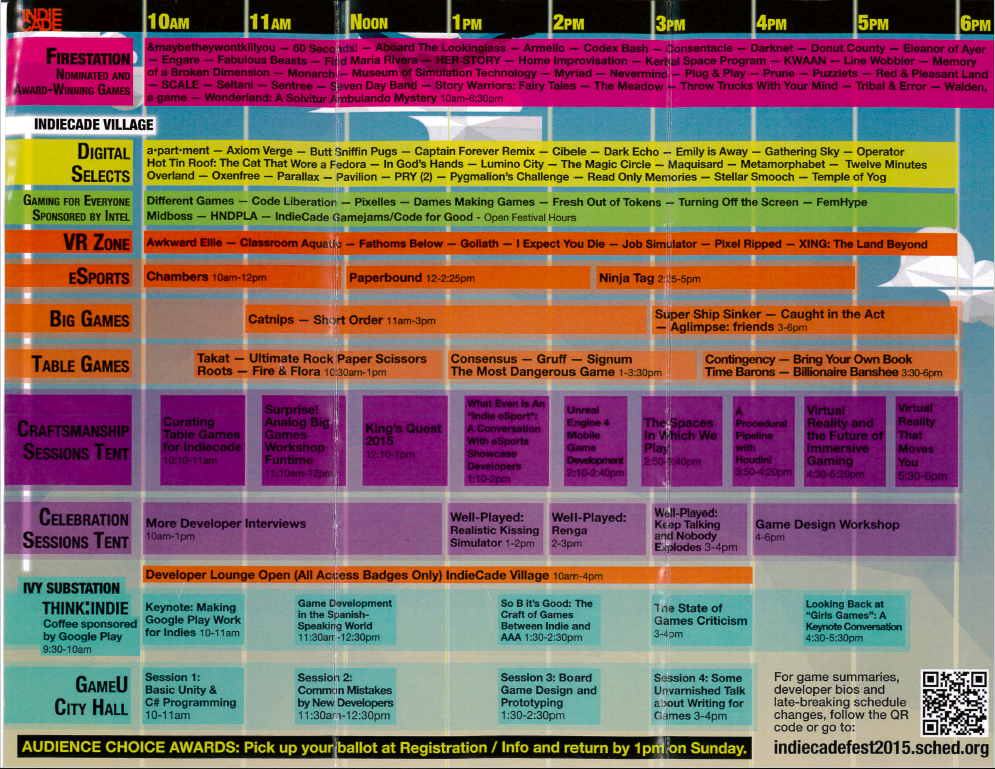 INDIE
CADE
10AM 11AM NOON 1PM 2PM 3PM 4PM 5PM 6PM
FIRESTATION
NOMINATED AND
AWARD-WINNING GAMES
&maybetheywontkillyou — 60 Seconds! — Aboard The Lookinglass — Armello — Codex Bash — Consentacle — Darknet — Donut County — Eleanor of Ayer
— Engare — Fabulous Beasts — Find Maria Rivera — HER STORY — Home Improvisation — Kerbal Space Program — KWAAN — Line Wobbler — Memory
of a Broken Dimension — Monarch — Museum of Simulation Technology — Myriad — Nevermind — Plug & Play — Prune — Puzzlets — Red & Pleasant Land
— SCALE — Seltani — Sentree — Seven Day Band — Story Warriors: Fairy Tales — The Meadow — Throw Trucks With Your Mind — Tribal & Error — Walden,
a game — Wonderland: A Solvitur Ambulando Mystery 10am-6:30pm
INDIECADE VILLAGE
DIGITAL
SELECTS
a•part•ment — Axiom Verge — Butt Sniffin Pugs — Captain Forever Remix — Cibele — Dark Echo — Emily is Away — Gathering Sky — Operator
Hot Tin Roof: The Cat That Wore a Fedora — In God's Hands — Lumino City — The Magic Circle — Maquisard — Metamorphabet — Twelve Minutes
Overland — Oxenfree — Parallax — Pavilion — PRY (2) — Pygmalion's Challenge — Read Only Memories — Stellar Smooch — Temple of Yog
GAMING FOR EVERYONE
SPONSORED BY INTEL
Different Games — Code Liberation — Pixelles — Dames Making Games — Fresh Out of Tokens — Turning Off the Screen — FemHype
Midboss — HNDPLA — IndieCade Gamejams/Code for Good - Open Festival Hours
VR ZONE
Awkward Ellie — Classroom Aquatic — Fathoms Below — Goliath — I Expect You Die — Job Simulator — Pixel Ripped — XING: The Land Beyond
ESPORTS
Chambers 10am-12pm
Paperbound 12-2:25pm
Ninja Tag 2:25-5pm
BIG GAMES
Catnips — Short Order 11am-3pm
Super Ship Sinker — Caught in the Act
— Aglimpse: friends 3-6pm
TABLE GAMES
Takat — Ultimate Rock Paper Scissors
Roots — Fire & Flora 10:30am-1pm
Consensus — Gruff — Signum
The Most Dangerous Game 1-3:30pm
Contingency — Bring Your Own Book
Time Barons — Billionaire Banshee 3:30-6pm
CRAFTSMANSHIP
SESSIONS TENT
Curating
Table Games
for Indiecade
10:10-11am
Surprise!
Analog Big
Games
Workshop
Funtime
11:10am-12pm
King's Quest
2015
12:10-1pm
What Even Is An
"Indie eSport":
A Conversation
With eSports
Showcase
Developers
1:10-2pm
Unreal
Engine 4
Mobile
Game
Development
2:10-2:40pm
The Spaces
In Which We
Play
2:50-3:40pm
A
Procedural
Pipeline
with
Houdini
3:50-4:20pm
Virtual
Reality and
the Future of
Immersive
Gaming
4:30-5:20pm
Virtual
Reality
That
Moves
You
5:30-6pm
CELEBRATION
SESSIONS TENT
More Developer Interviews
10am-1pm
Well-Played:
Realistic Kissing
Simulator 1-2pm
Well-Played:
Renga
2-3pm
Well-Played:
Keep Talking
and Nobody
Explodes 3-4pm
Game Design Workshop
4-6pm
Developer Lounge Open (All Access Badges Only) IndieCade Village 10am-4pm
IVY SUBSTATION
THINK:INDIE
Coffee sponsored
by Google Play
9:30-10am
Keynote: Making
Google Play Work
for Indies 10-11am
Game Development
in the Spanish-
Speaking World
11:30am-12:30pm
So B it's Good: The
Craft of Games
Between Indie and
AAA 1:30-2:30pm
The State of
Games Criticism
3-4pm
Looking Back at
"Girls Games": A
Keynote Conversation
4:30-5:30pm
GAMEU
CITY HALL
Session 1:
Basic Unity &
C# Programming
10-11am
Session 2:
Common Mistakes
by New Developers
11:30am-12:30pm
Session 3: Board
Game Design and
Prototyping
1:30-2:30pm
Session 4: Some
Unvarnished Talk
about Writing for
Games 3-4pm
For game summaries,
developer bios and
late-breaking schedule
changes, follow the QR
code or go to:
indiecadefest2015.sched.org
AUDIENCE CHOICE AWARDS: Pick up your ballot at Registration / Info and return by 1pm on Sunday.